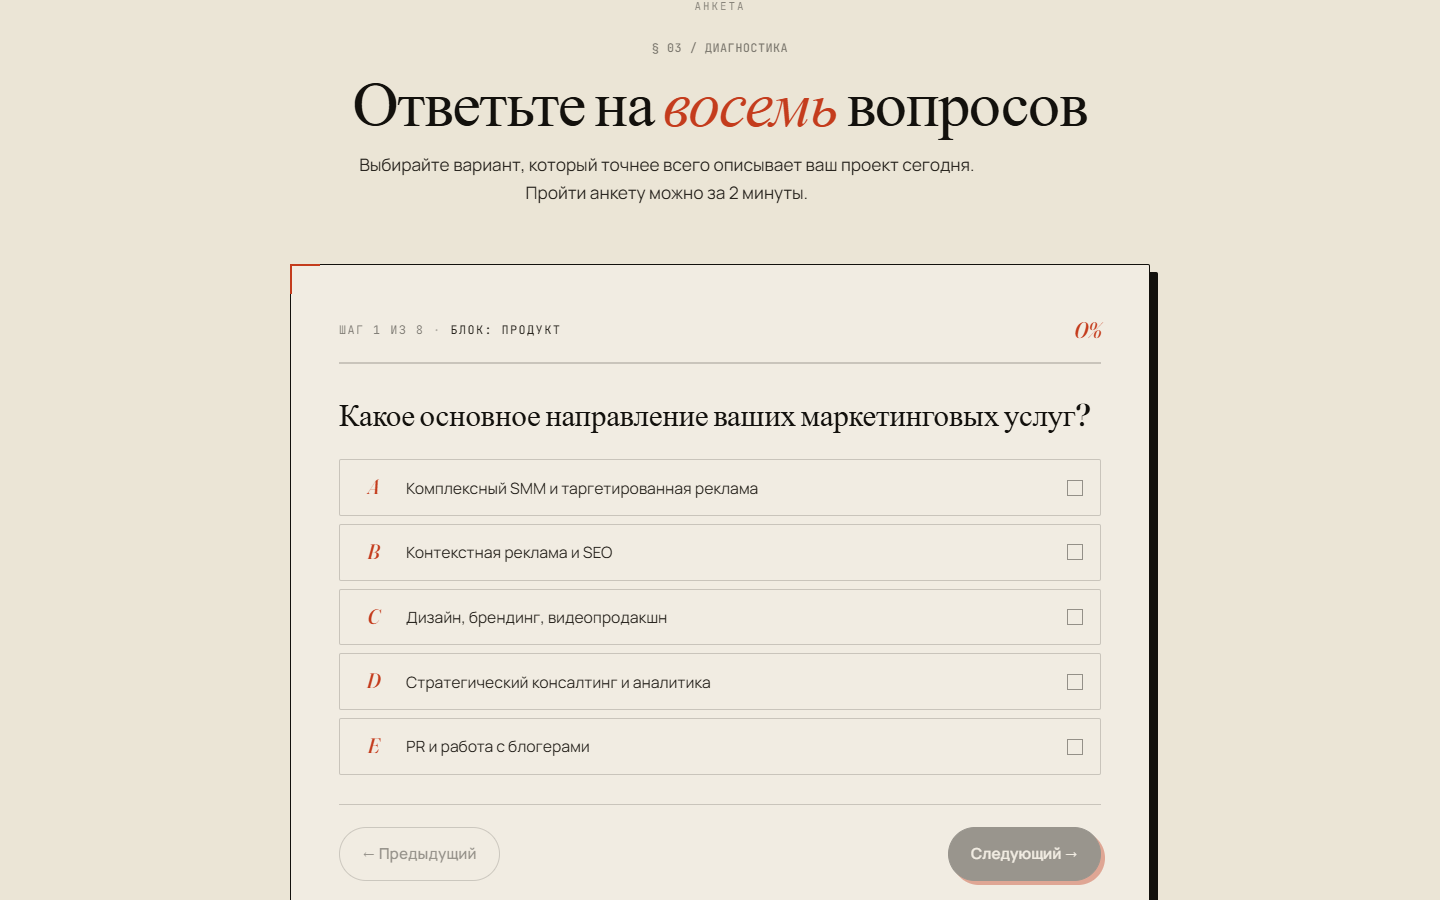 АНКЕТА
§ 03 / ДИАГНОСТИКА
Ответьте на восемь вопросов
Выбирайте вариант, который точнее всего описывает ваш проект сегодня.
Пройти анкету можно за 2 минуты.
ШАГ 1 ИЗ 8 · БЛОК: ПРОДУКТ
0%
Какое основное направление ваших маркетинговых услуг?
A Комплексный SMM и таргетированная реклама
B Контекстная реклама и SEO
C Дизайн, брендинг, видеопродакшн
D Стратегический консалтинг и аналитика
E PR и работа с блогерами
← Предыдущий
Следующий →